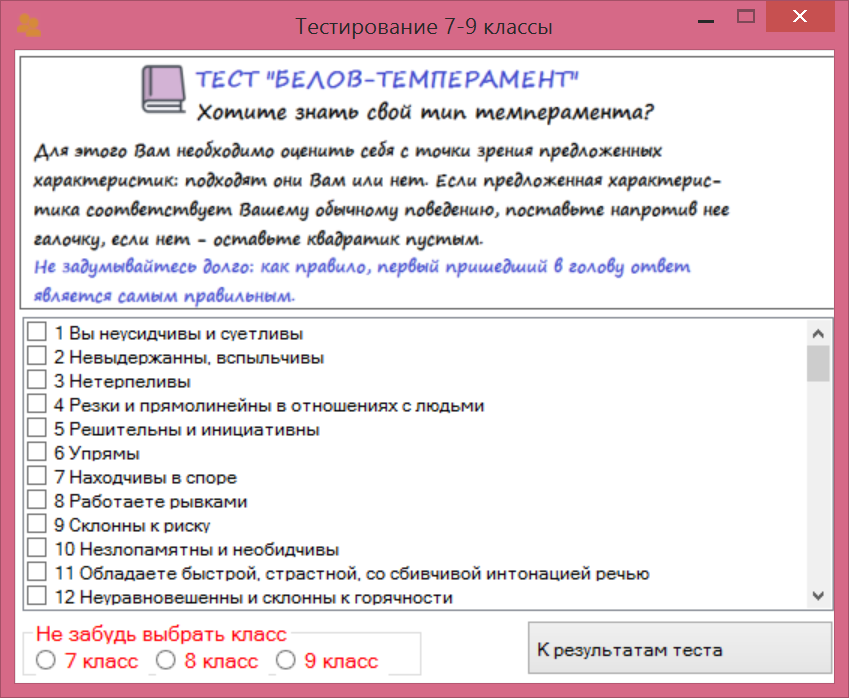 Тестирование 7-9 классы
ТЕСТ "БЕЛОВ-ТЕМПЕРАМЕНТ"
Хотите знать свой тип темперамента?
Для этого Вам необходимо оценить себя с точки зрения предложенных
характеристик: подходят они Вам или нет. Если предложенная характерис-
тика соответствует Вашему обычному поведению, поставьте напротив нее
галочку, если нет - оставьте квадратик пустым.
Не задумывайтесь долго: как правило, первый пришедший в голову ответ
является самым правильным.
1 Вы неусидчивы и суетливы
2 Невыдержанны, вспыльчивы
3 Нетерпеливы
4 Резки и прямолинейны в отношениях с людьми
5 Решительны и инициативны
6 Упрямы
7 Находчивы в споре
8 Работаете рывками
9 Склонны к риску
10 Незлопамятны и необидчивы
11 Обладаете быстрой, страстной, со сбивчивой интонацией речью
12 Неуравновешенны и склонны к горячности
Не забудь выбрать класс
7 класс 8 класс 9 класс
К результатам теста